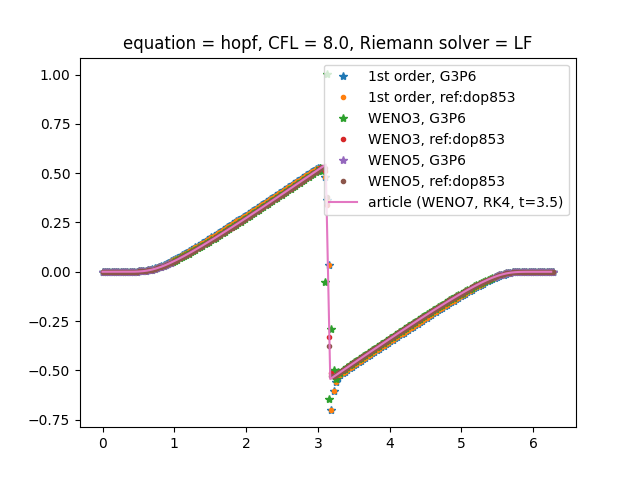 equation = hopf, CFL = 8.0, Riemann solver = LF
1.00
0.75
0.50
0.25
0.00
−0.25
−0.50
−0.75
1st order, G3P6
1st order, ref:dop853
WENO3, G3P6
WENO3, ref:dop853
WENO5, G3P6
WENO5, ref:dop853
article (WENO7, RK4, t=3.5)
0 1 2 3 4 5 6